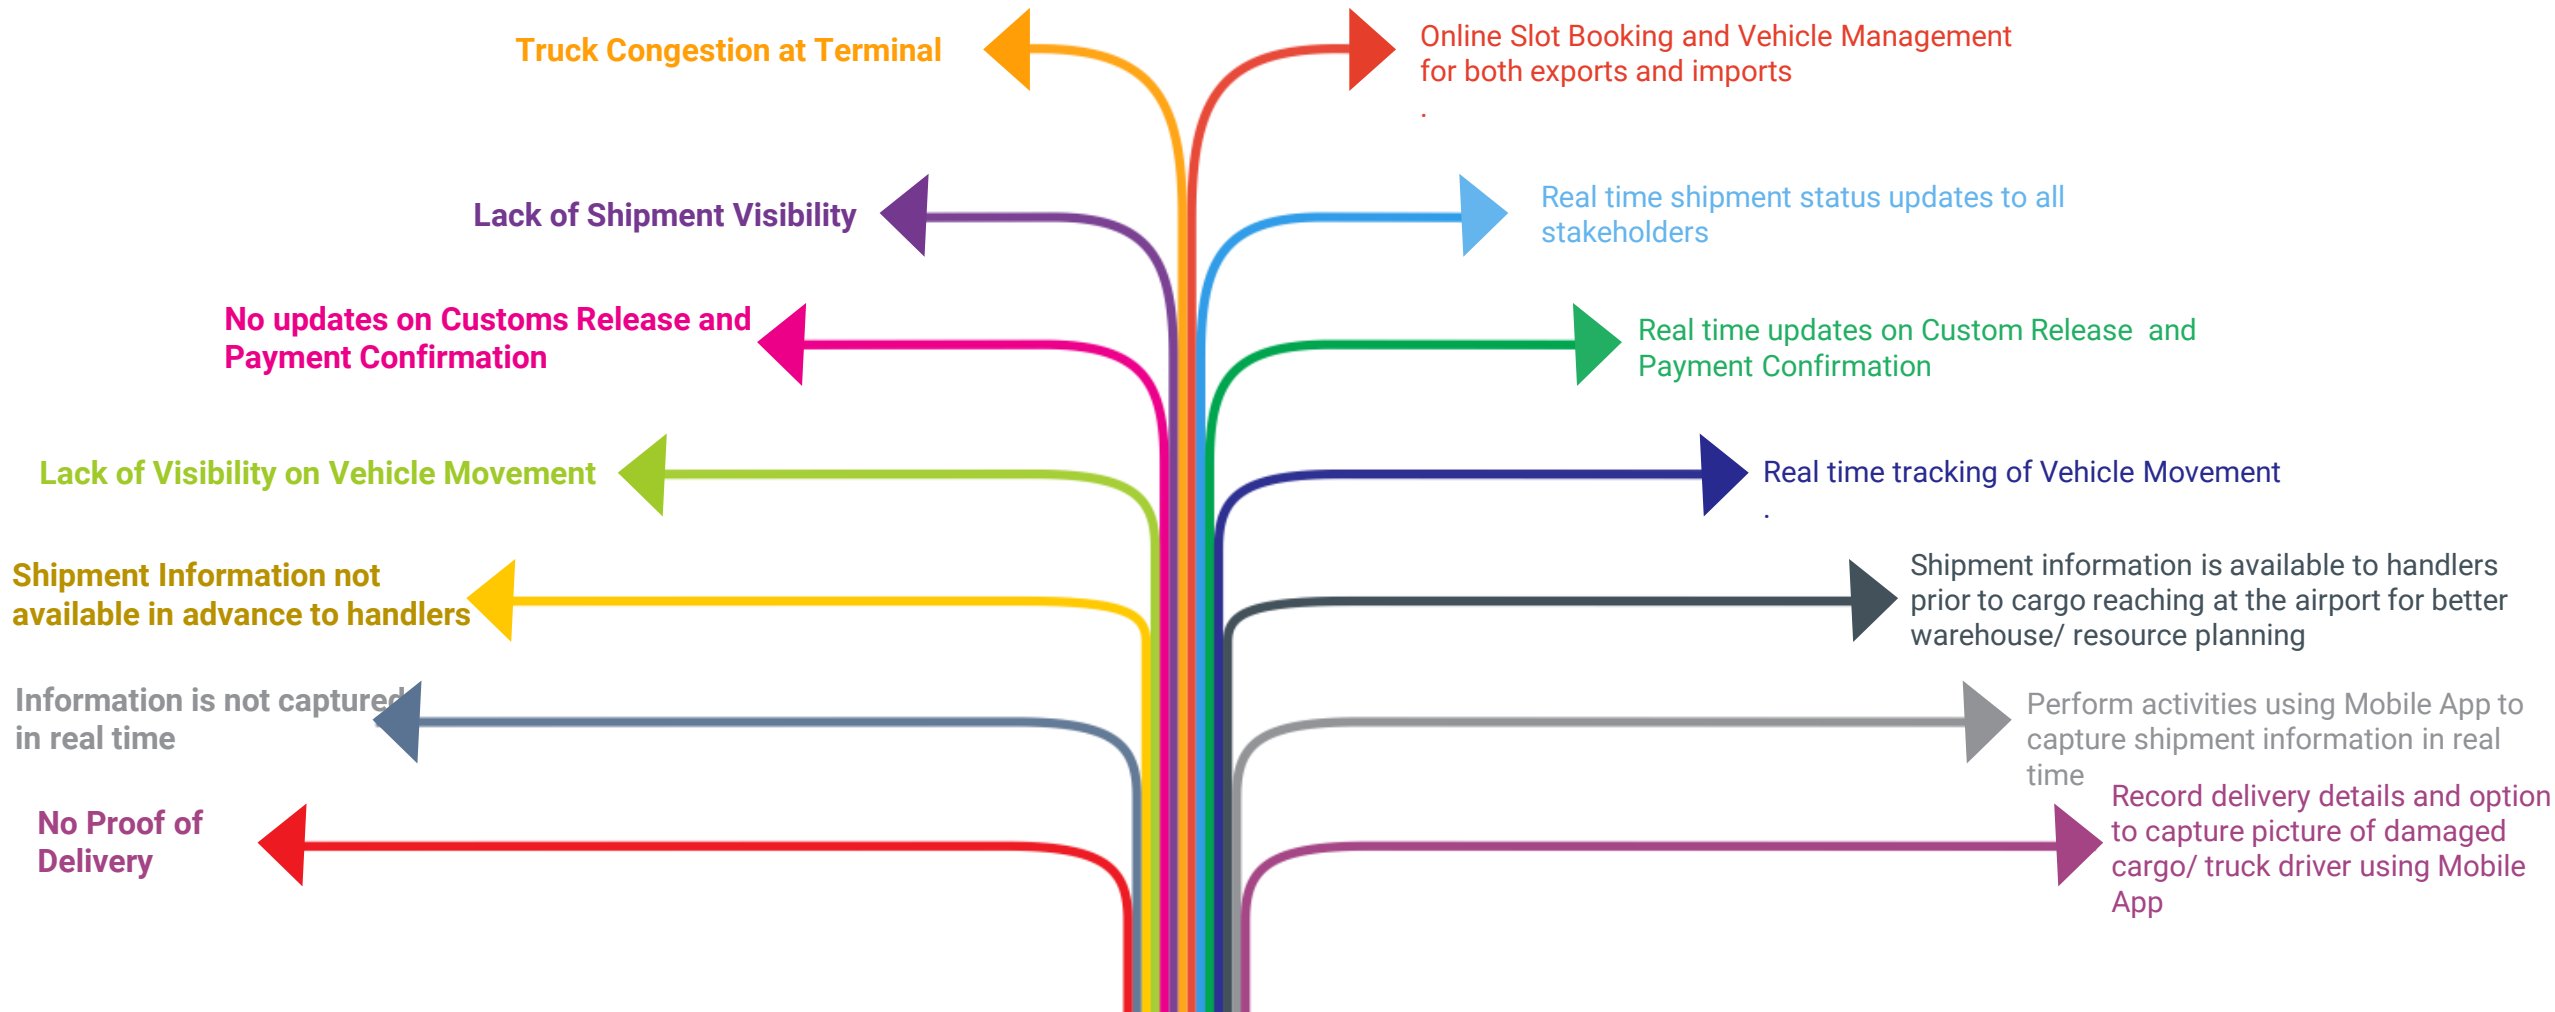 Truck Congestion at Terminal
Online Slot Booking and Vehicle Management
for both exports and imports
.
Lack of Shipment Visibility
Real time shipment status updates to all
stakeholders
No updates on Customs Release and
Payment Confirmation
Real time updates on Custom Release  and
Payment Confirmation
Lack of Visibility on Vehicle Movement
Real time tracking of Vehicle Movement
.
Shipment Information not
available in advance to handlers
Shipment information is available to handlers
prior to cargo reaching at the airport for better
warehouse/ resource planning
Information is not captured
in real time
Perform activities using Mobile App to
capture shipment information in real
time
No Proof of
Delivery
Record delivery details and option
to capture picture of damaged
cargo/ truck driver using Mobile
App